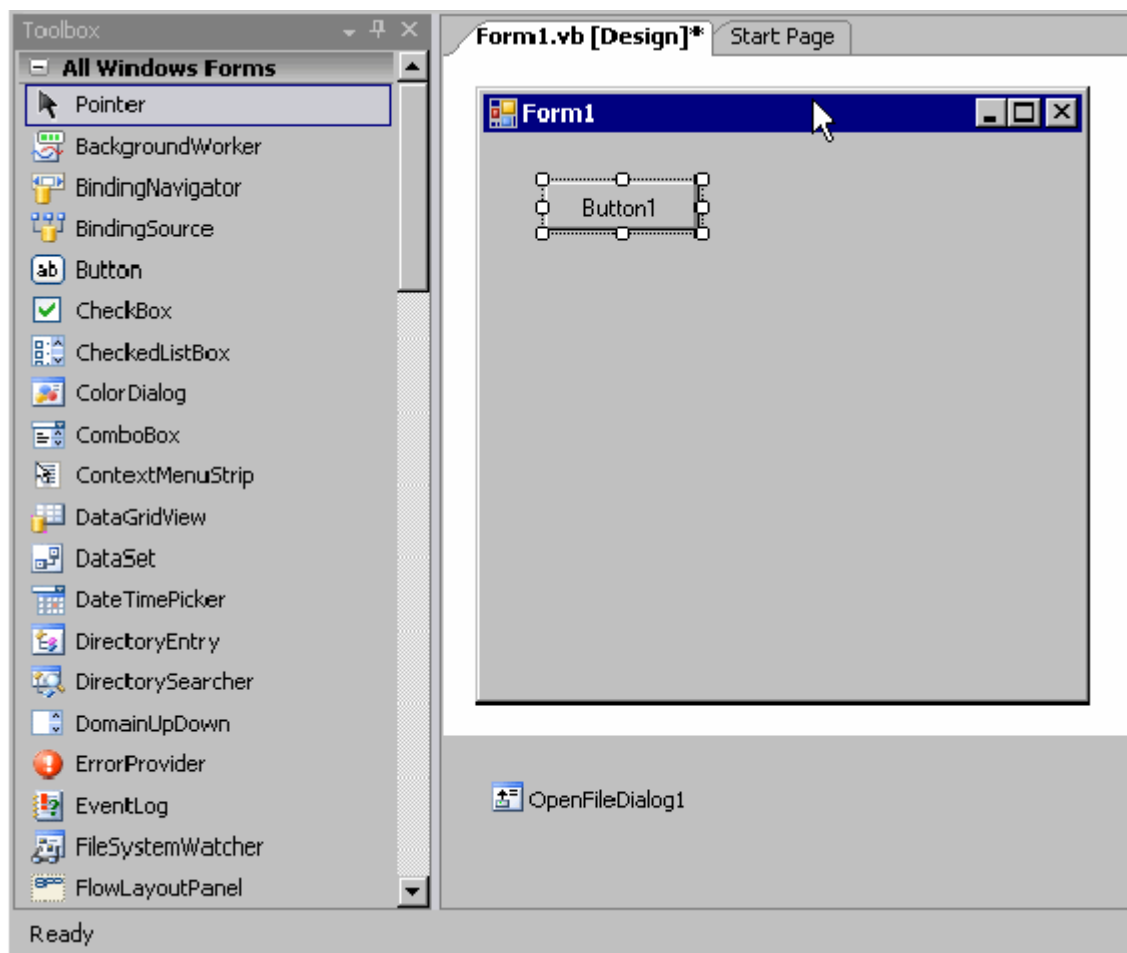 Toolbox
All Windows Forms
Pointer
BackgroundWorker
BindingNavigator
BindingSource
ab Button
CheckBox
CheckedListBox
ColorDialog
ComboBox
ContextMenuStrip
DataGridView
DataSet
DateTimePicker
DirectoryEntry
DirectorySearcher
DomainUpDown
ErrorProvider
EventLog
FileSystemWatcher
FlowLayoutPanel
Form1.vb [Design]* Start Page
Form1
Button1
OpenFileDialog1
Ready